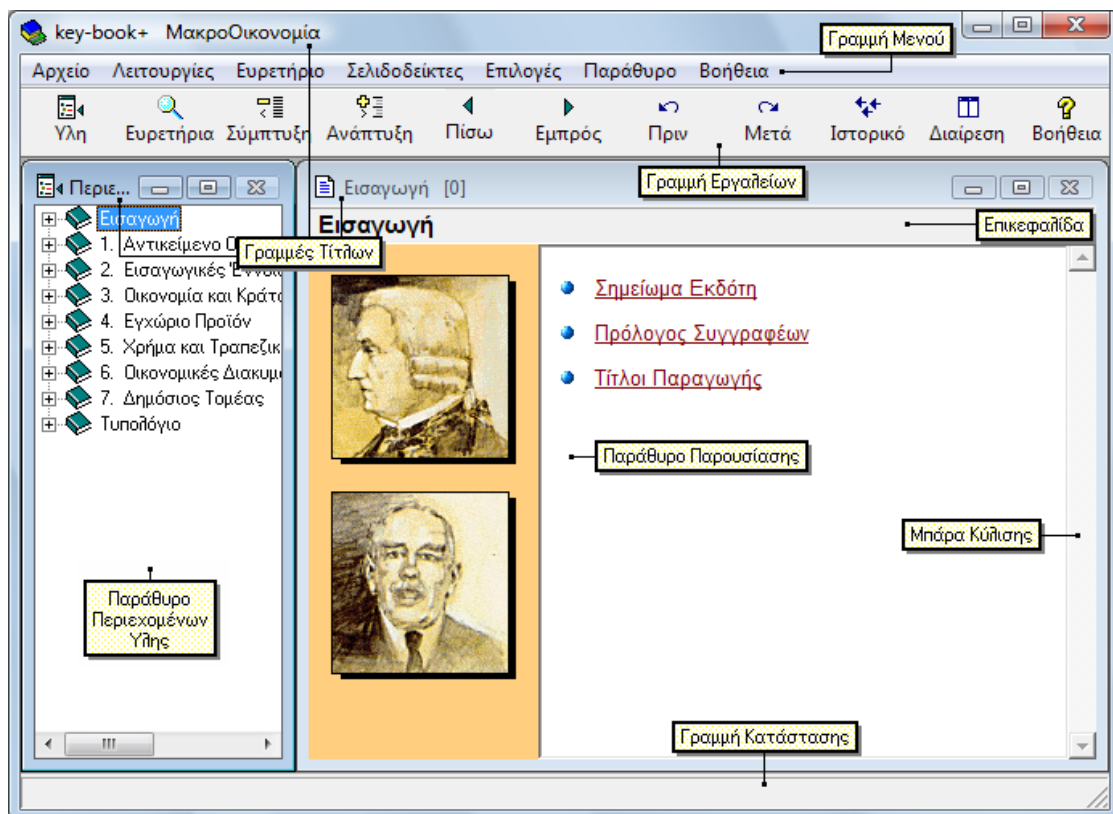 key-book+ ΜακροΟικονομία
Γραμμή Μενού
Αρχείο Λειτουργίες Ευρετήριο Σελιδοδείκτες Επιλογές Παράθυρο Βοήθεια
Ύλη Ευρετήρια Σύμπτυξη Ανάπτυξη Πίσω Εμπρός Πριν Μετά Ιστορικό Διαίρεση Βοήθεια
Γραμμή Εργαλείων
Περιε...
Εισαγωγή [0]
Εισαγωγή
Επικεφαλίδα
Γραμμές Τίτλων
Εισαγωγή
1. Αντικείμενο
2. Εισαγωγικές
3. Οικονομία και Κράτο
4. Εγχώριο Προϊόν
5. Χρήμα και Τραπεζικ
6. Οικονομικές Διακυμ
7. Δημόσιος Τομέας
Τυπολόγιο
Σημείωμα Εκδότη
Πρόλογος Συγγραφέων
Τίτλοι Παραγωγής
Παράθυρο Παρουσίασης
Μπάρα Κύλισης
Παράθυρο
Περιεχομένων
Ύλης
Γραμμή Κατάστασης